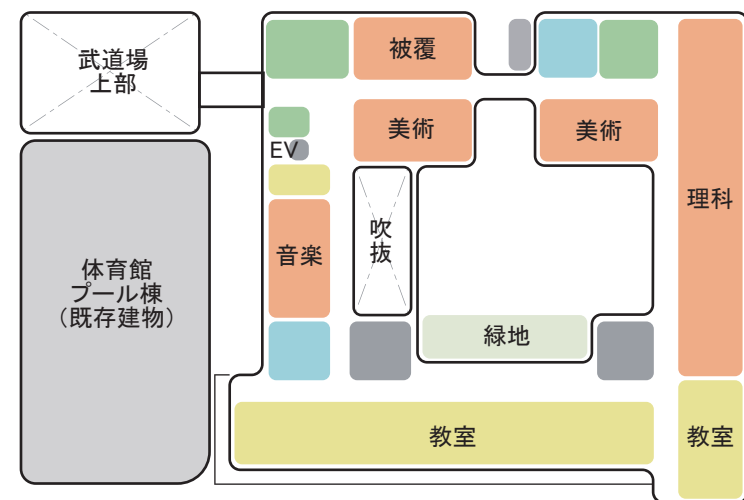 武道場
上部
被覆
美術
美術
EV
理科
吹
抜
音楽
体育館
プール棟
（既存建物）
緑地
教室
教室